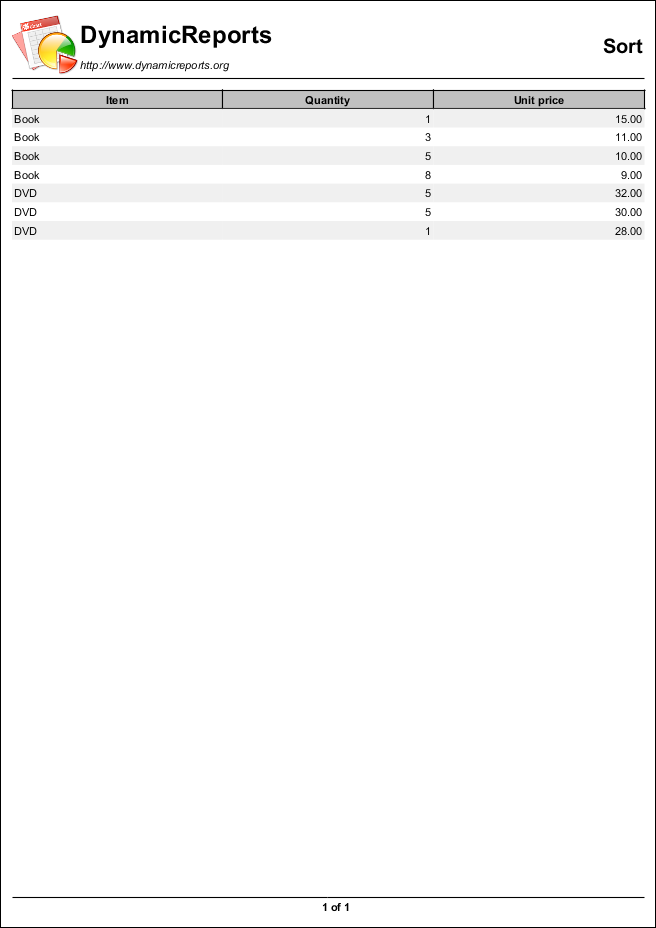 DynamicReports
http://www.dynamicreports.org
Sort
Item Quantity Unit price
Book 1 15.00
Book 3 11.00
Book 5 10.00
Book 8 9.00
DVD 5 32.00
DVD 5 30.00
DVD 1 28.00
1 of 1